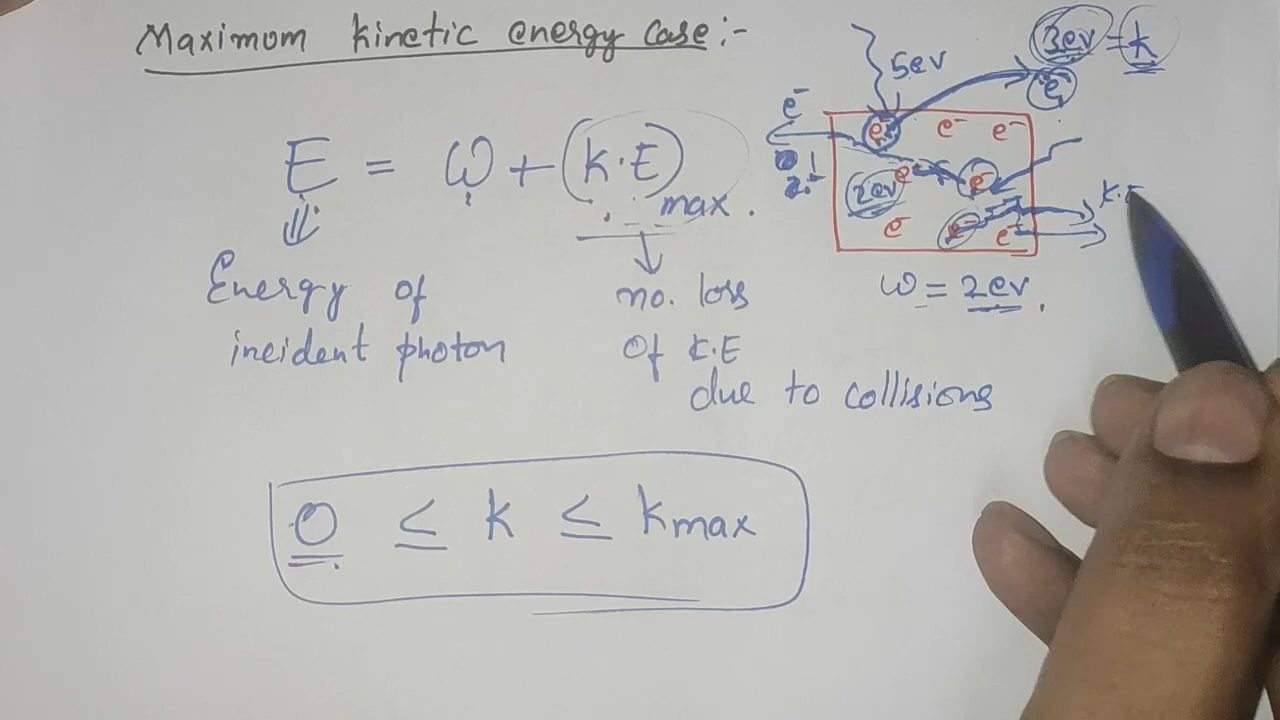 Maximum kinetic energy case :-
E = ω + (K.E)max.
Energy of incident photon
no. loss of K.E due to collisions
0 ≤ k ≤ kmax
5ev
3ev = k
e⁻
e⁻
e⁻ e⁻ e⁻
e⁻ e⁻
2ev
e⁻ e⁻ e⁻
K.E
ω = 2ev.